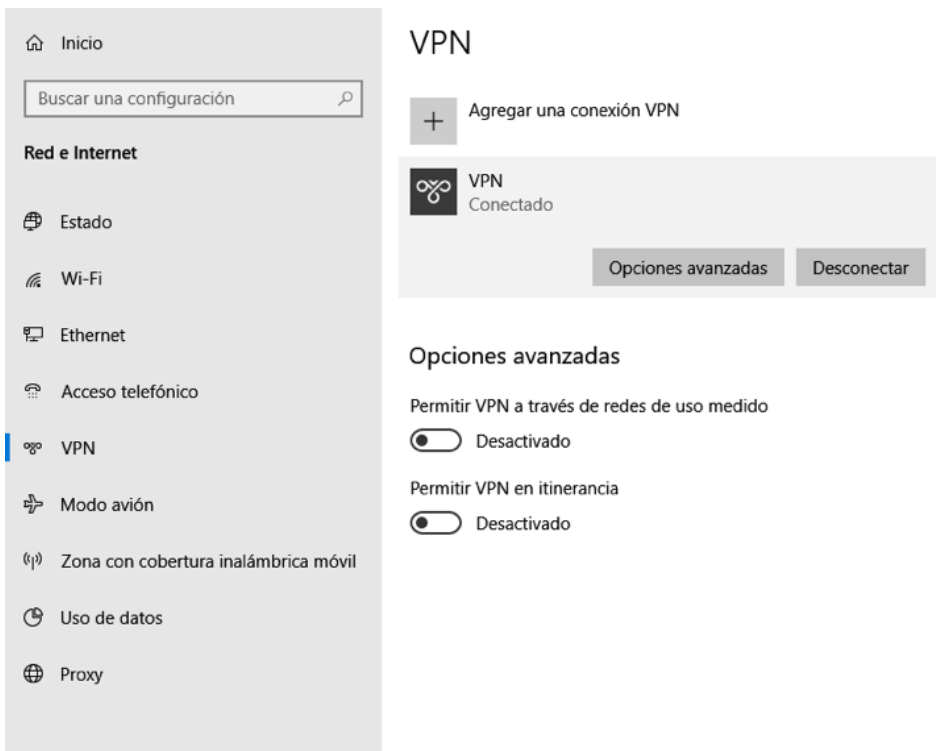 Inicio
Buscar una configuración
Red e Internet
Estado
Wi-Fi
Ethernet
Acceso telefónico
VPN
Modo avión
Zona con cobertura inalámbrica móvil
Uso de datos
Proxy
VPN
Agregar una conexión VPN
VPN
Conectado
Opciones avanzadas Desconectar
Opciones avanzadas
Permitir VPN a través de redes de uso medido
Desactivado
Permitir VPN en itinerancia
Desactivado